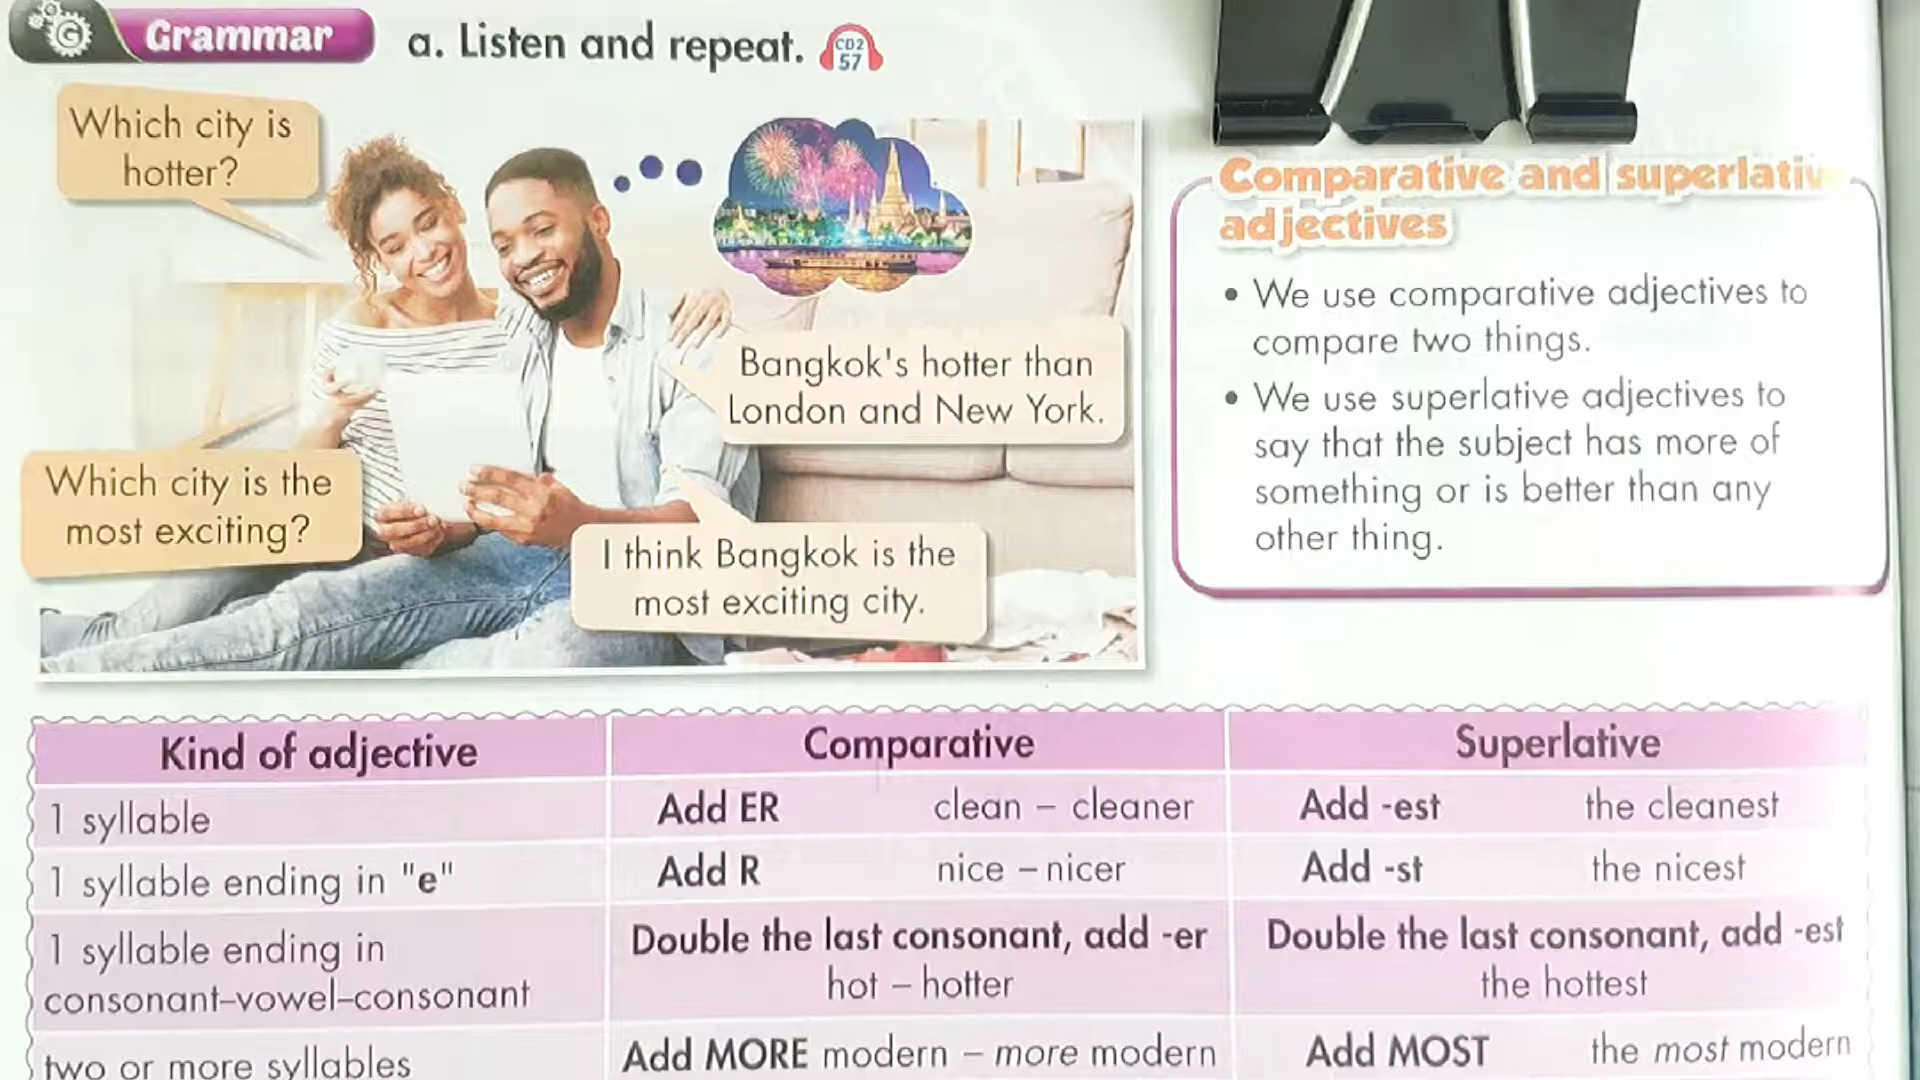 G Grammar a. Listen and repeat. CD2 57
Which city is
hotter?
Bangkok's hotter than
London and New York.
Which city is the
most exciting?
I think Bangkok is the
most exciting city.
Comparative and superlativ
adjectives
• We use comparative adjectives to
compare two things.
• We use superlative adjectives to
say that the subject has more of
something or is better than any
other thing.
Kind of adjective Comparative Superlative
1 syllable Add ER clean – cleaner Add -est the cleanest
1 syllable ending in "e" Add R nice – nicer Add -st the nicest
1 syllable ending in
consonant–vowel–consonant
Double the last consonant, add -er
hot – hotter
Double the last consonant, add -est
the hottest
two or more syllables Add MORE modern – more modern Add MOST the most modern